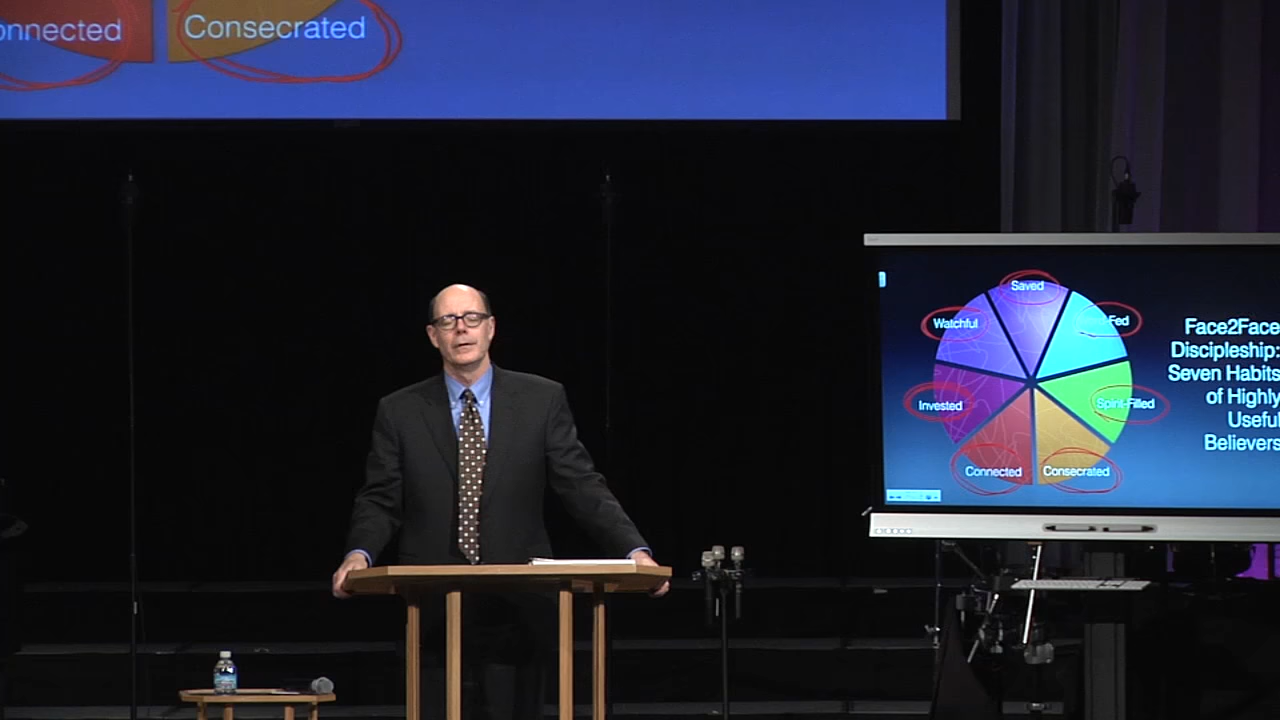 onnected
Consecrated
Saved
Watchful
Fed
Invested
Spirit-Filled
Connected
Consecrated
Face2Face
Discipleship:
Seven Habits
of Highly
Useful
Believers